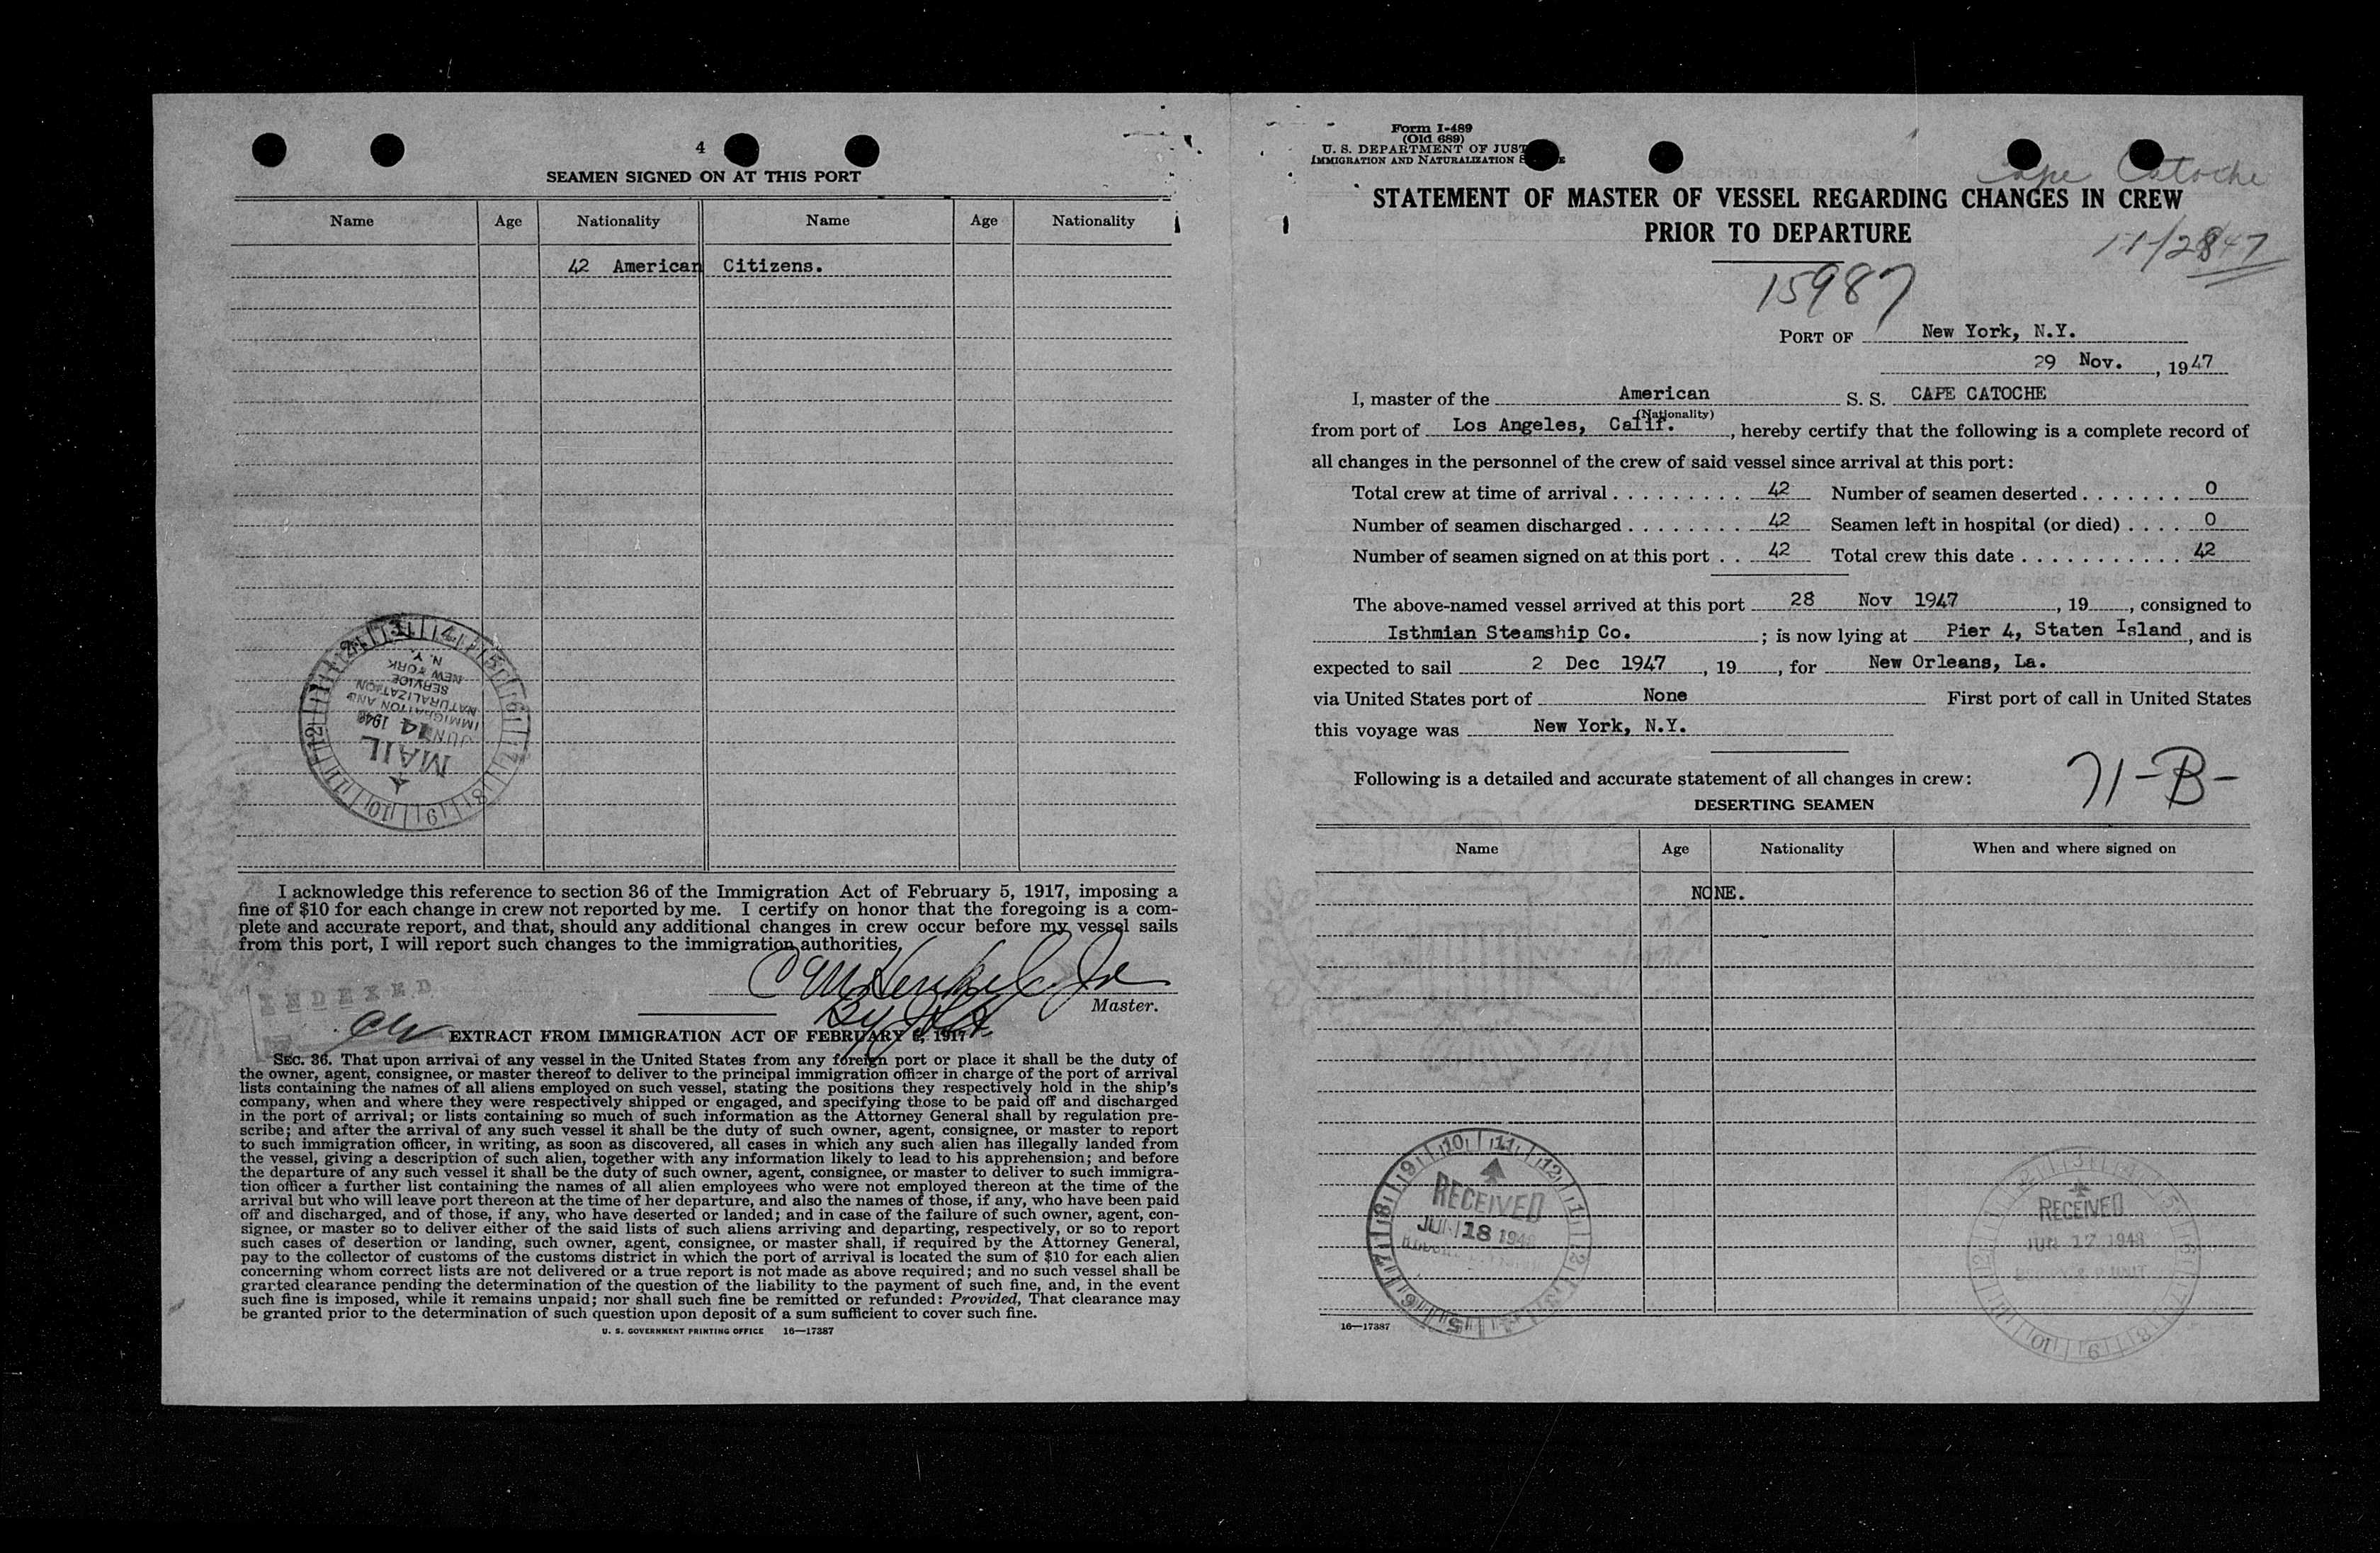 4
SEAMEN SIGNED ON AT THIS PORT
Name Age Nationality Name Age Nationality
42 American Citizens.
MAIL
JUN 14 1948
IMMIGRATION AND
NATURALIZATION
SERVICE
NEW YORK
N. Y.
I acknowledge this reference to section 36 of the Immigration Act of February 5, 1917, imposing a
fine of $10 for each change in crew not reported by me. I certify on honor that the foregoing is a com-
plete and accurate report, and that, should any additional changes in crew occur before my vessel sails
from this port, I will report such changes to the immigration authorities.
Master.
INDEXED
EXTRACT FROM IMMIGRATION ACT OF FEBRUARY 5, 1917
SEC. 36. That upon arrival of any vessel in the United States from any foreign port or place it shall be the duty of
the owner, agent, consignee, or master thereof to deliver to the principal immigration officer in charge of the port of arrival
lists containing the names of all aliens employed on such vessel, stating the positions they respectively hold in the ship's
company, when and where they were respectively shipped or engaged, and specifying those to be paid off and discharged
in the port of arrival; or lists containing so much of such information as the Attorney General shall by regulation pre-
scribe; and after the arrival of any such vessel it shall be the duty of such owner, agent, consignee, or master to report
to such immigration officer, in writing, as soon as discovered, all cases in which any such alien has illegally landed from
the vessel, giving a description of such alien, together with any information likely to lead to his apprehension; and before
the departure of any such vessel it shall be the duty of such owner, agent, consignee, or master to deliver to such immigra-
tion officer a further list containing the names of all alien employees who were not employed thereon at the time of the
arrival but who will leave port thereon at the time of her departure, and also the names of those, if any, who have been paid
off and discharged, and of those, if any, who have deserted or landed; and in case of the failure of such owner, agent, con-
signee, or master so to deliver either of the said lists of such aliens arriving and departing, respectively, or so to report
such cases of desertion or landing, such owner, agent, consignee, or master shall, if required by the Attorney General,
pay to the collector of customs of the customs district in which the port of arrival is located the sum of $10 for each alien
concerning whom correct lists are not delivered or a true report is not made as above required; and no such vessel shall be
granted clearance pending the determination of the question of the liability to the payment of such fine, and, in the event
such fine is imposed, while it remains unpaid; nor shall such fine be remitted or refunded: Provided, That clearance may
be granted prior to the determination of such question upon deposit of a sum sufficient to cover such fine.
U. S. GOVERNMENT PRINTING OFFICE 16—17387
Form I-489
(Old 689)
U. S. DEPARTMENT OF JUST
IMMIGRATION AND NATURALIZATION S
Cape Catoche
STATEMENT OF MASTER OF VESSEL REGARDING CHANGES IN CREW
PRIOR TO DEPARTURE
11/28/47
15987
PORT OF New York, N.Y.
29 Nov. , 1947
I, master of the American S. S. CAPE CATOCHE
(Nationality)
from port of Los Angeles, Calif. , hereby certify that the following is a complete record of
all changes in the personnel of the crew of said vessel since arrival at this port:
Total crew at time of arrival . . . . . . . . . 42 Number of seamen deserted . . . . . . . 0
Number of seamen discharged . . . . . . . . 42 Seamen left in hospital (or died) . . . . 0
Number of seamen signed on at this port . . 42 Total crew this date . . . . . . . . . . . 42
The above-named vessel arrived at this port 28 Nov 1947 , 19 , consigned to
Isthmian Steamship Co. ; is now lying at Pier 4, Staten Island , and is
expected to sail 2 Dec 1947 , 19 , for New Orleans, La.
via United States port of None First port of call in United States
this voyage was New York, N.Y.
Following is a detailed and accurate statement of all changes in crew:
71-B-
DESERTING SEAMEN
Name Age Nationality When and where signed on
NONE.
RECEIVED
JUN 18 1948
RECEIVED
JUN 17 1948
16—17387